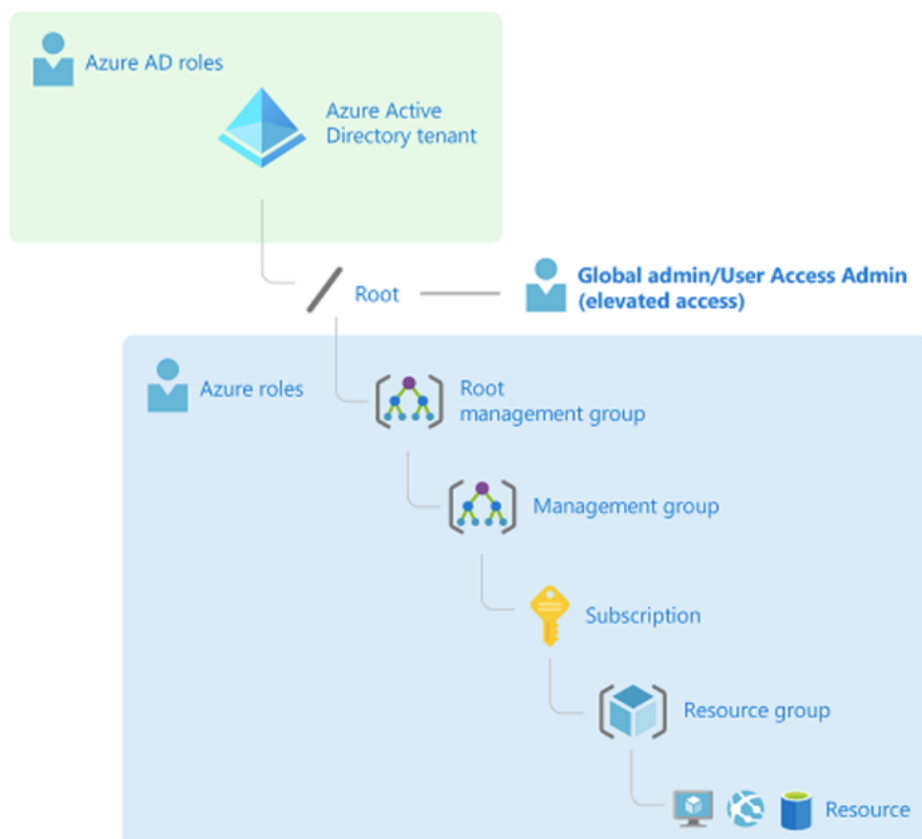 Azure AD roles
Azure Active
Directory tenant
Root
Global admin/User Access Admin
(elevated access)
Azure roles
Root
management group
Management group
Subscription
Resource group
Resource